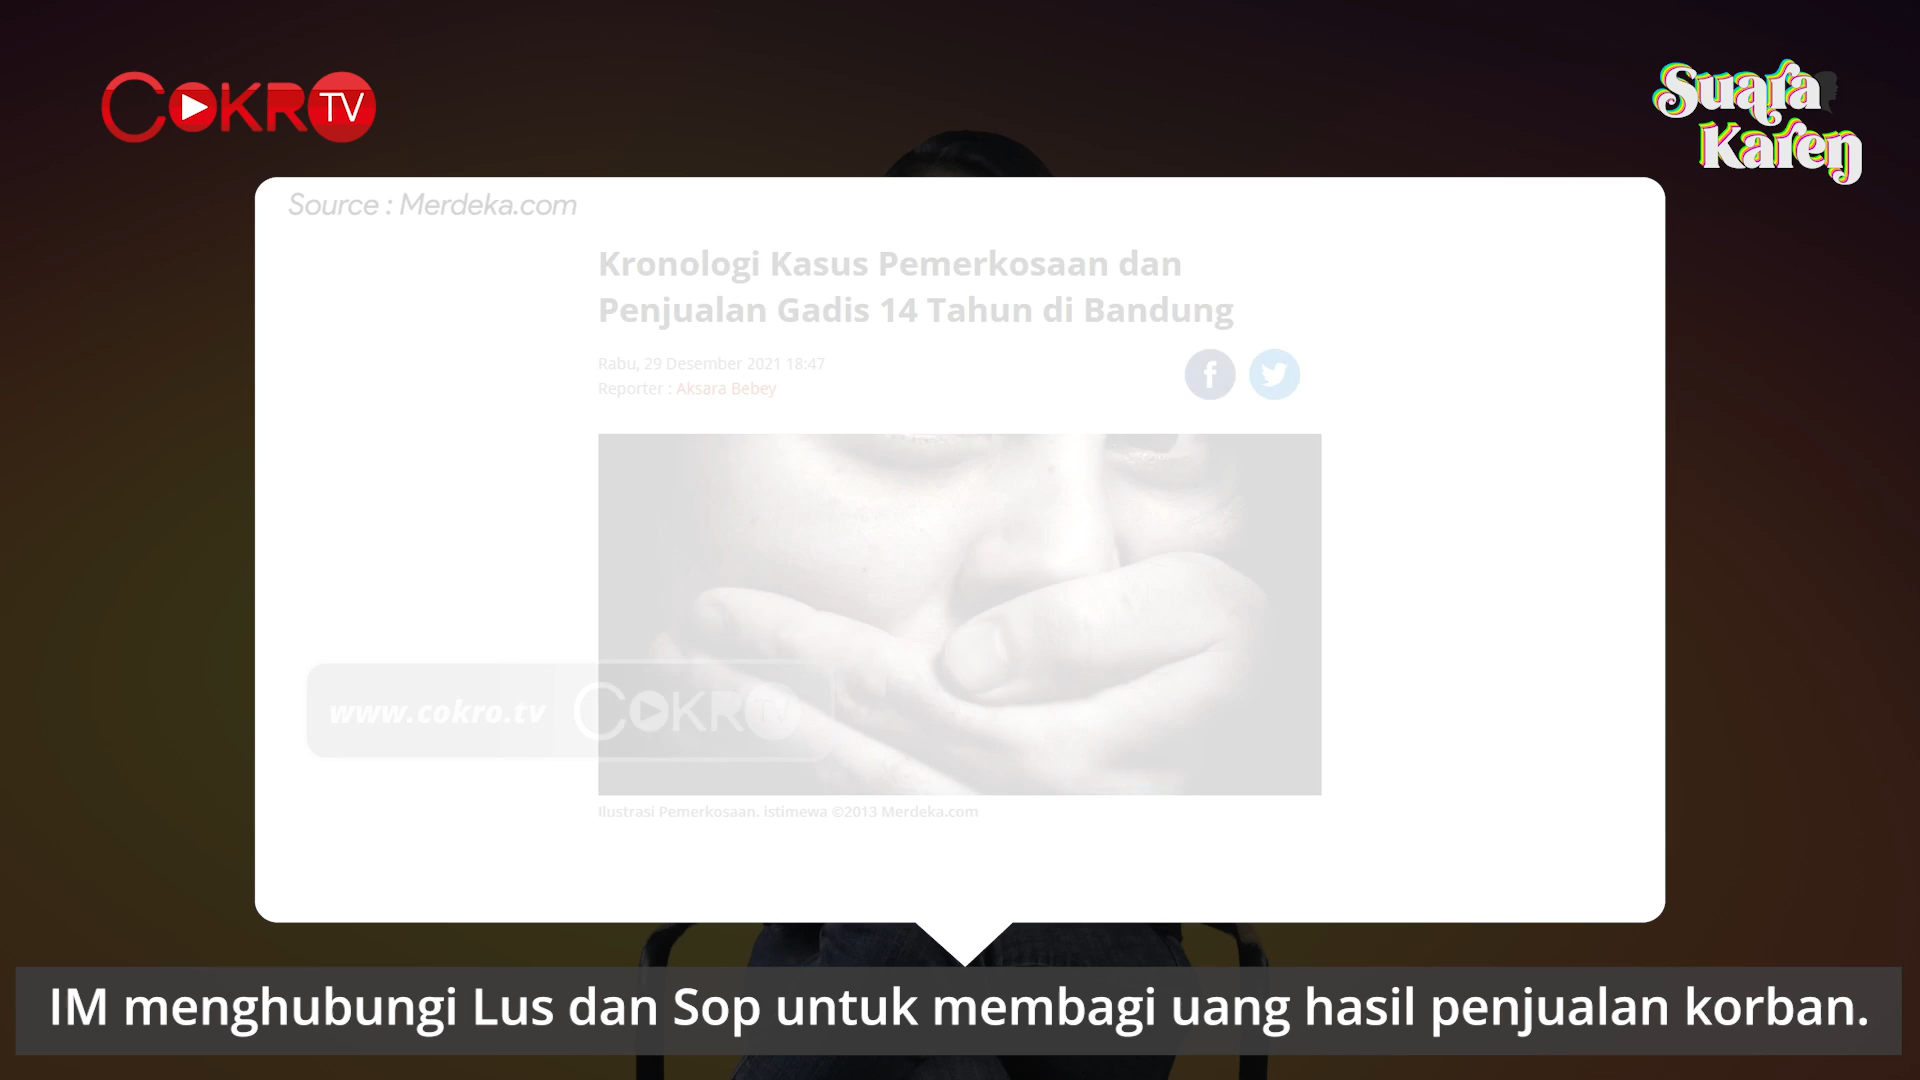 COKRO TV
Suara
Karen
Source : Merdeka.com
Kronologi Kasus Pemerkosaan dan
Penjualan Gadis 14 Tahun di Bandung
Rabu, 29 Desember 2021 18:47
Reporter : Aksara Bebey
www.cokro.tv COKRO TV
Ilustrasi Pemerkosaan. istimewa ©2013 Merdeka.com
IM menghubungi Lus dan Sop untuk membagi uang hasil penjualan korban.